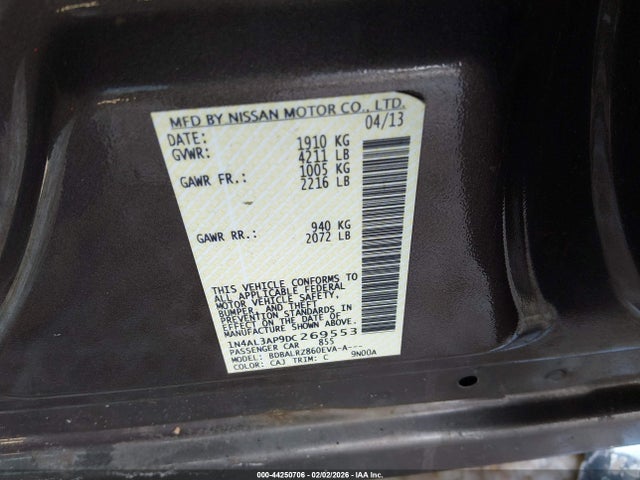 MFD BY NISSAN MOTOR CO., LTD.
DATE: 04/13
GVWR: 1910 KG
4211 LB
GAWR FR.: 1005 KG
2216 LB
GAWR RR.: 940 KG
2072 LB
THIS VEHICLE CONFORMS TO
ALL APPLICABLE FEDERAL
MOTOR VEHICLE SAFETY,
BUMPER, AND THEFT
PREVENTION STANDARDS IN
EFFECT ON THE DATE OF
MANUFACTURE SHOWN ABOVE.
1N4AL3AP9DC269553
PASSENGER CAR 855
MODEL: BDBALRZ860EVA-A---
COLOR: CAJ TRIM: C 9N00A
000-44250706 - 02/02/2026 - IAA Inc.